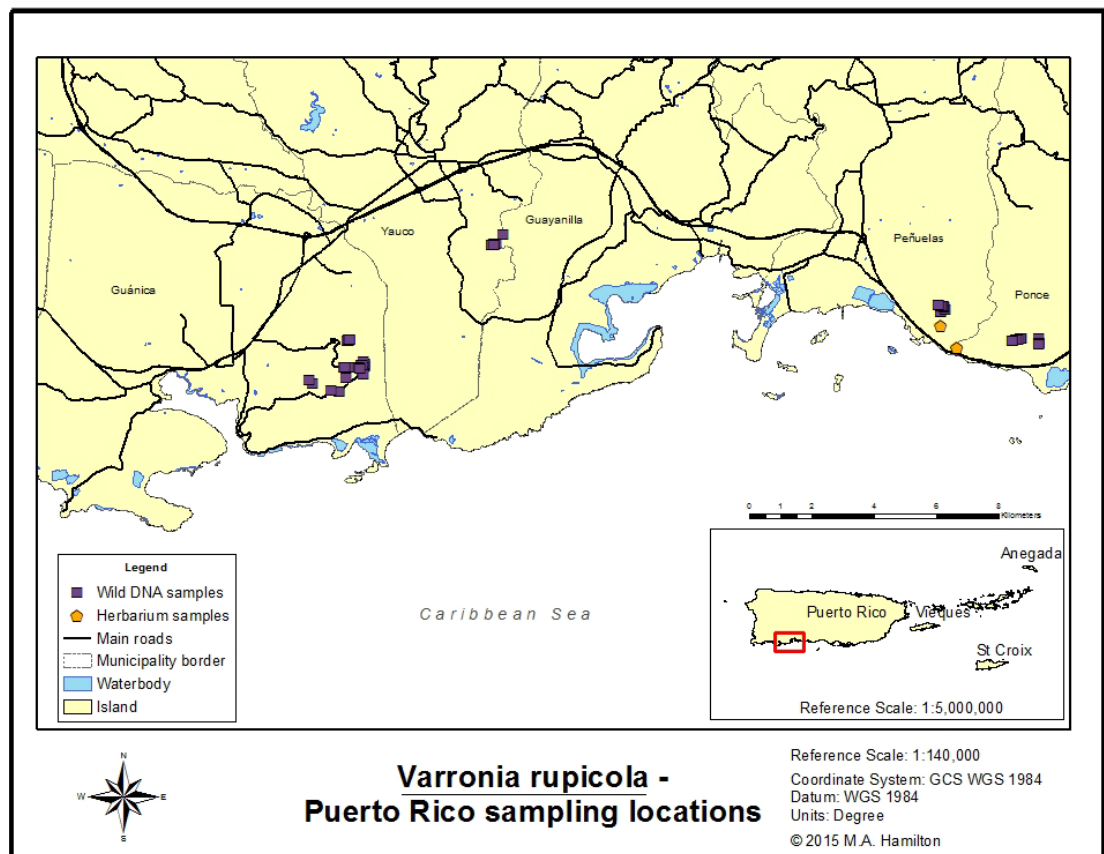 Guayanilla
Yauco
Peñuelas
Guánica
Ponce
0 2 4 6 8
Kilometers
Legend
Wild DNA samples
Herbarium samples
Main roads
Municipality border
Waterbody
Island
Caribbean Sea
Anegada
Puerto Rico
Vieques
St Croix
Reference Scale: 1:5,000,000
N
W E
S
Varronia rupicola -
Puerto Rico sampling locations
Reference Scale: 1:140,000
Coordinate System: GCS WGS 1984
Datum: WGS 1984
Units: Degree
© 2015 M.A. Hamilton